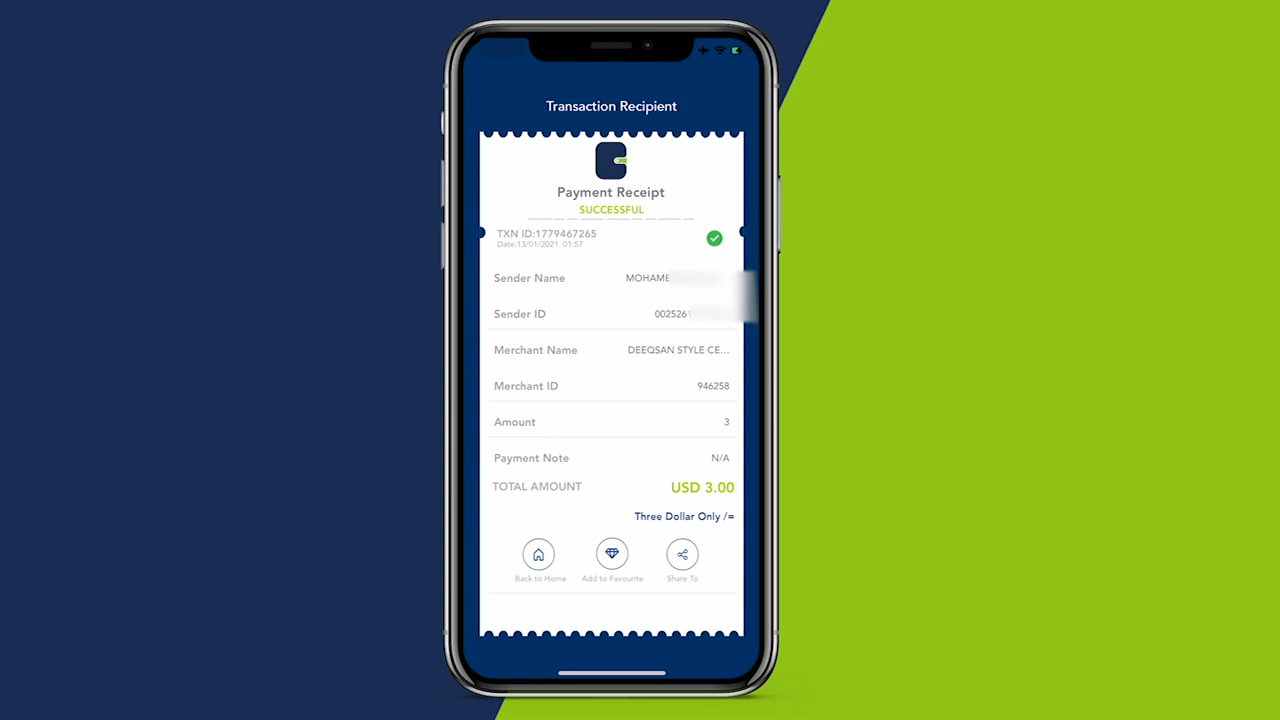 Transaction Recipient
Payment Receipt
SUCCESSFUL
TXN ID:1779467265
Date:13/01/2021 01:57
Sender Name MOHAME
Sender ID 0025261
Merchant Name DEEQSAN STYLE CE...
Merchant ID 946258
Amount 3
Payment Note N/A
TOTAL AMOUNT USD 3.00
Three Dollar Only /=
Back to Home Add to Favourite Share To